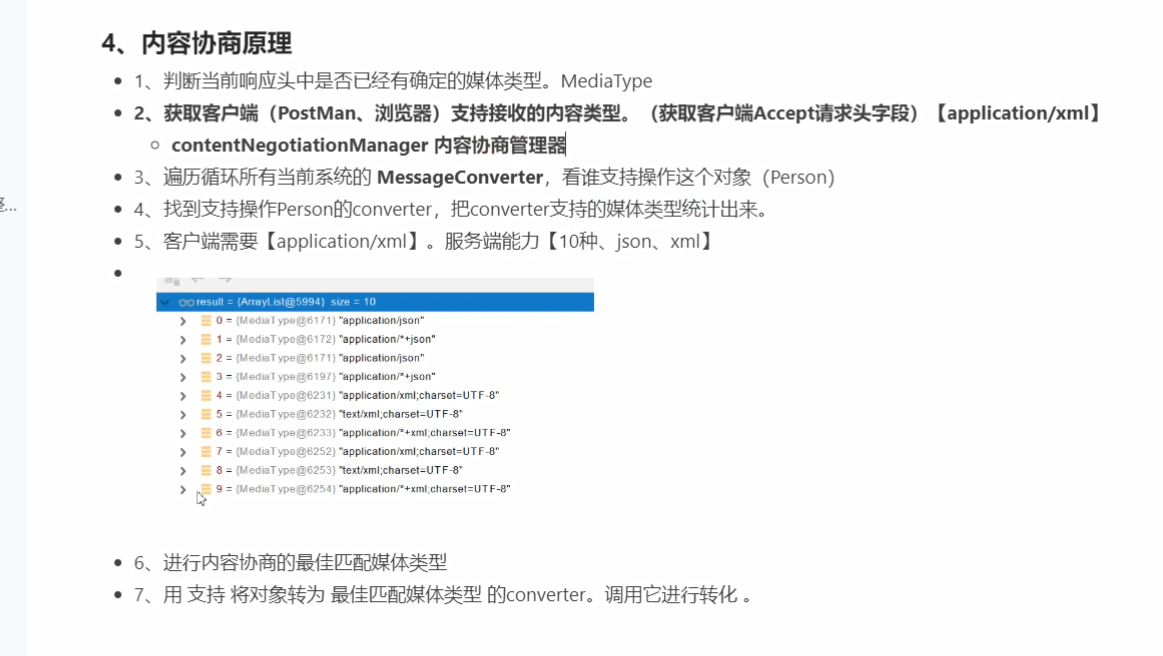 4、内容协商原理
1、判断当前响应头中是否已经有确定的媒体类型。MediaType
2、获取客户端（PostMan、浏览器）支持接收的内容类型。（获取客户端Accept请求头字段）【application/xml】
contentNegotiationManager 内容协商管理器
3、遍历循环所有当前系统的 MessageConverter，看谁支持操作这个对象（Person）
4、找到支持操作Person的converter，把converter支持的媒体类型统计出来。
5、客户端需要【application/xml】。服务端能力【10种、json、xml】
result = {ArrayList@5994} size = 10
0 = {MediaType@6171} "application/json"
1 = {MediaType@6172} "application/*+json"
2 = {MediaType@6171} "application/json"
3 = {MediaType@6197} "application/*+json"
4 = {MediaType@6231} "application/xml;charset=UTF-8"
5 = {MediaType@6232} "text/xml;charset=UTF-8"
6 = {MediaType@6233} "application/*+xml;charset=UTF-8"
7 = {MediaType@6252} "application/xml;charset=UTF-8"
8 = {MediaType@6253} "text/xml;charset=UTF-8"
9 = {MediaType@6254} "application/*+xml;charset=UTF-8"
6、进行内容协商的最佳匹配媒体类型
7、用 支持 将对象转为 最佳匹配媒体类型 的converter。调用它进行转化 。